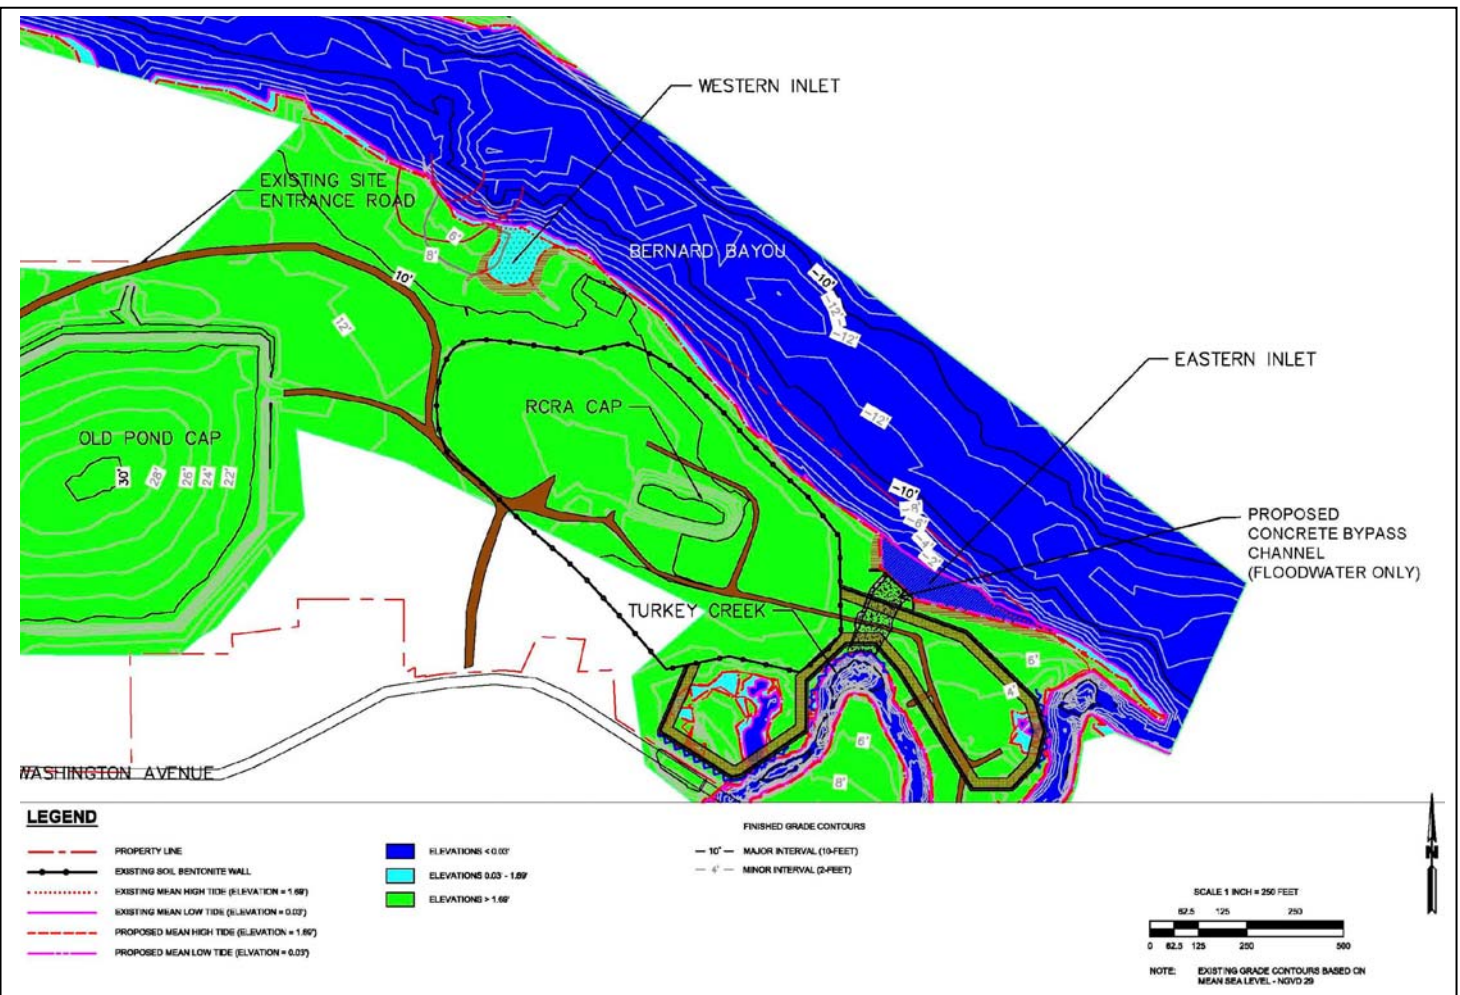 WESTERN INLET
EXISTING SITE
ENTRANCE ROAD
6'
8'
BERNARD BAYOU
10'
-10'
-12'
-12'
12'
EASTERN INLET
RCRA CAP
-12'
OLD POND CAP
30'
28'
26'
24'
22'
-10'
-8'
-6'
-4'
-2'
PROPOSED
CONCRETE BYPASS
CHANNEL
(FLOODWATER ONLY)
TURKEY CREEK
6'
4'
6'
8'
WASHINGTON AVENUE
LEGEND
PROPERTY LINE
EXISTING SOIL BENTONITE WALL
EXISTING MEAN HIGH TIDE (ELEVATION = 1.69')
EXISTING MEAN LOW TIDE (ELEVATION = 0.03')
PROPOSED MEAN HIGH TIDE (ELEVATION = 1.69')
PROPOSED MEAN LOW TIDE (ELVATION = 0.03')
ELEVATIONS < 0.03'
ELEVATIONS 0.03' - 1.69'
ELEVATIONS > 1.69'
FINISHED GRADE CONTOURS
10' MAJOR INTERVAL (10-FEET)
4' MINOR INTERVAL (2-FEET)
N
SCALE 1 INCH = 250 FEET
62.5 125 250
0 62.5 125 250 500
NOTE: EXISTING GRADE CONTOURS BASED ON
MEAN SEA LEVEL - NGVD 29